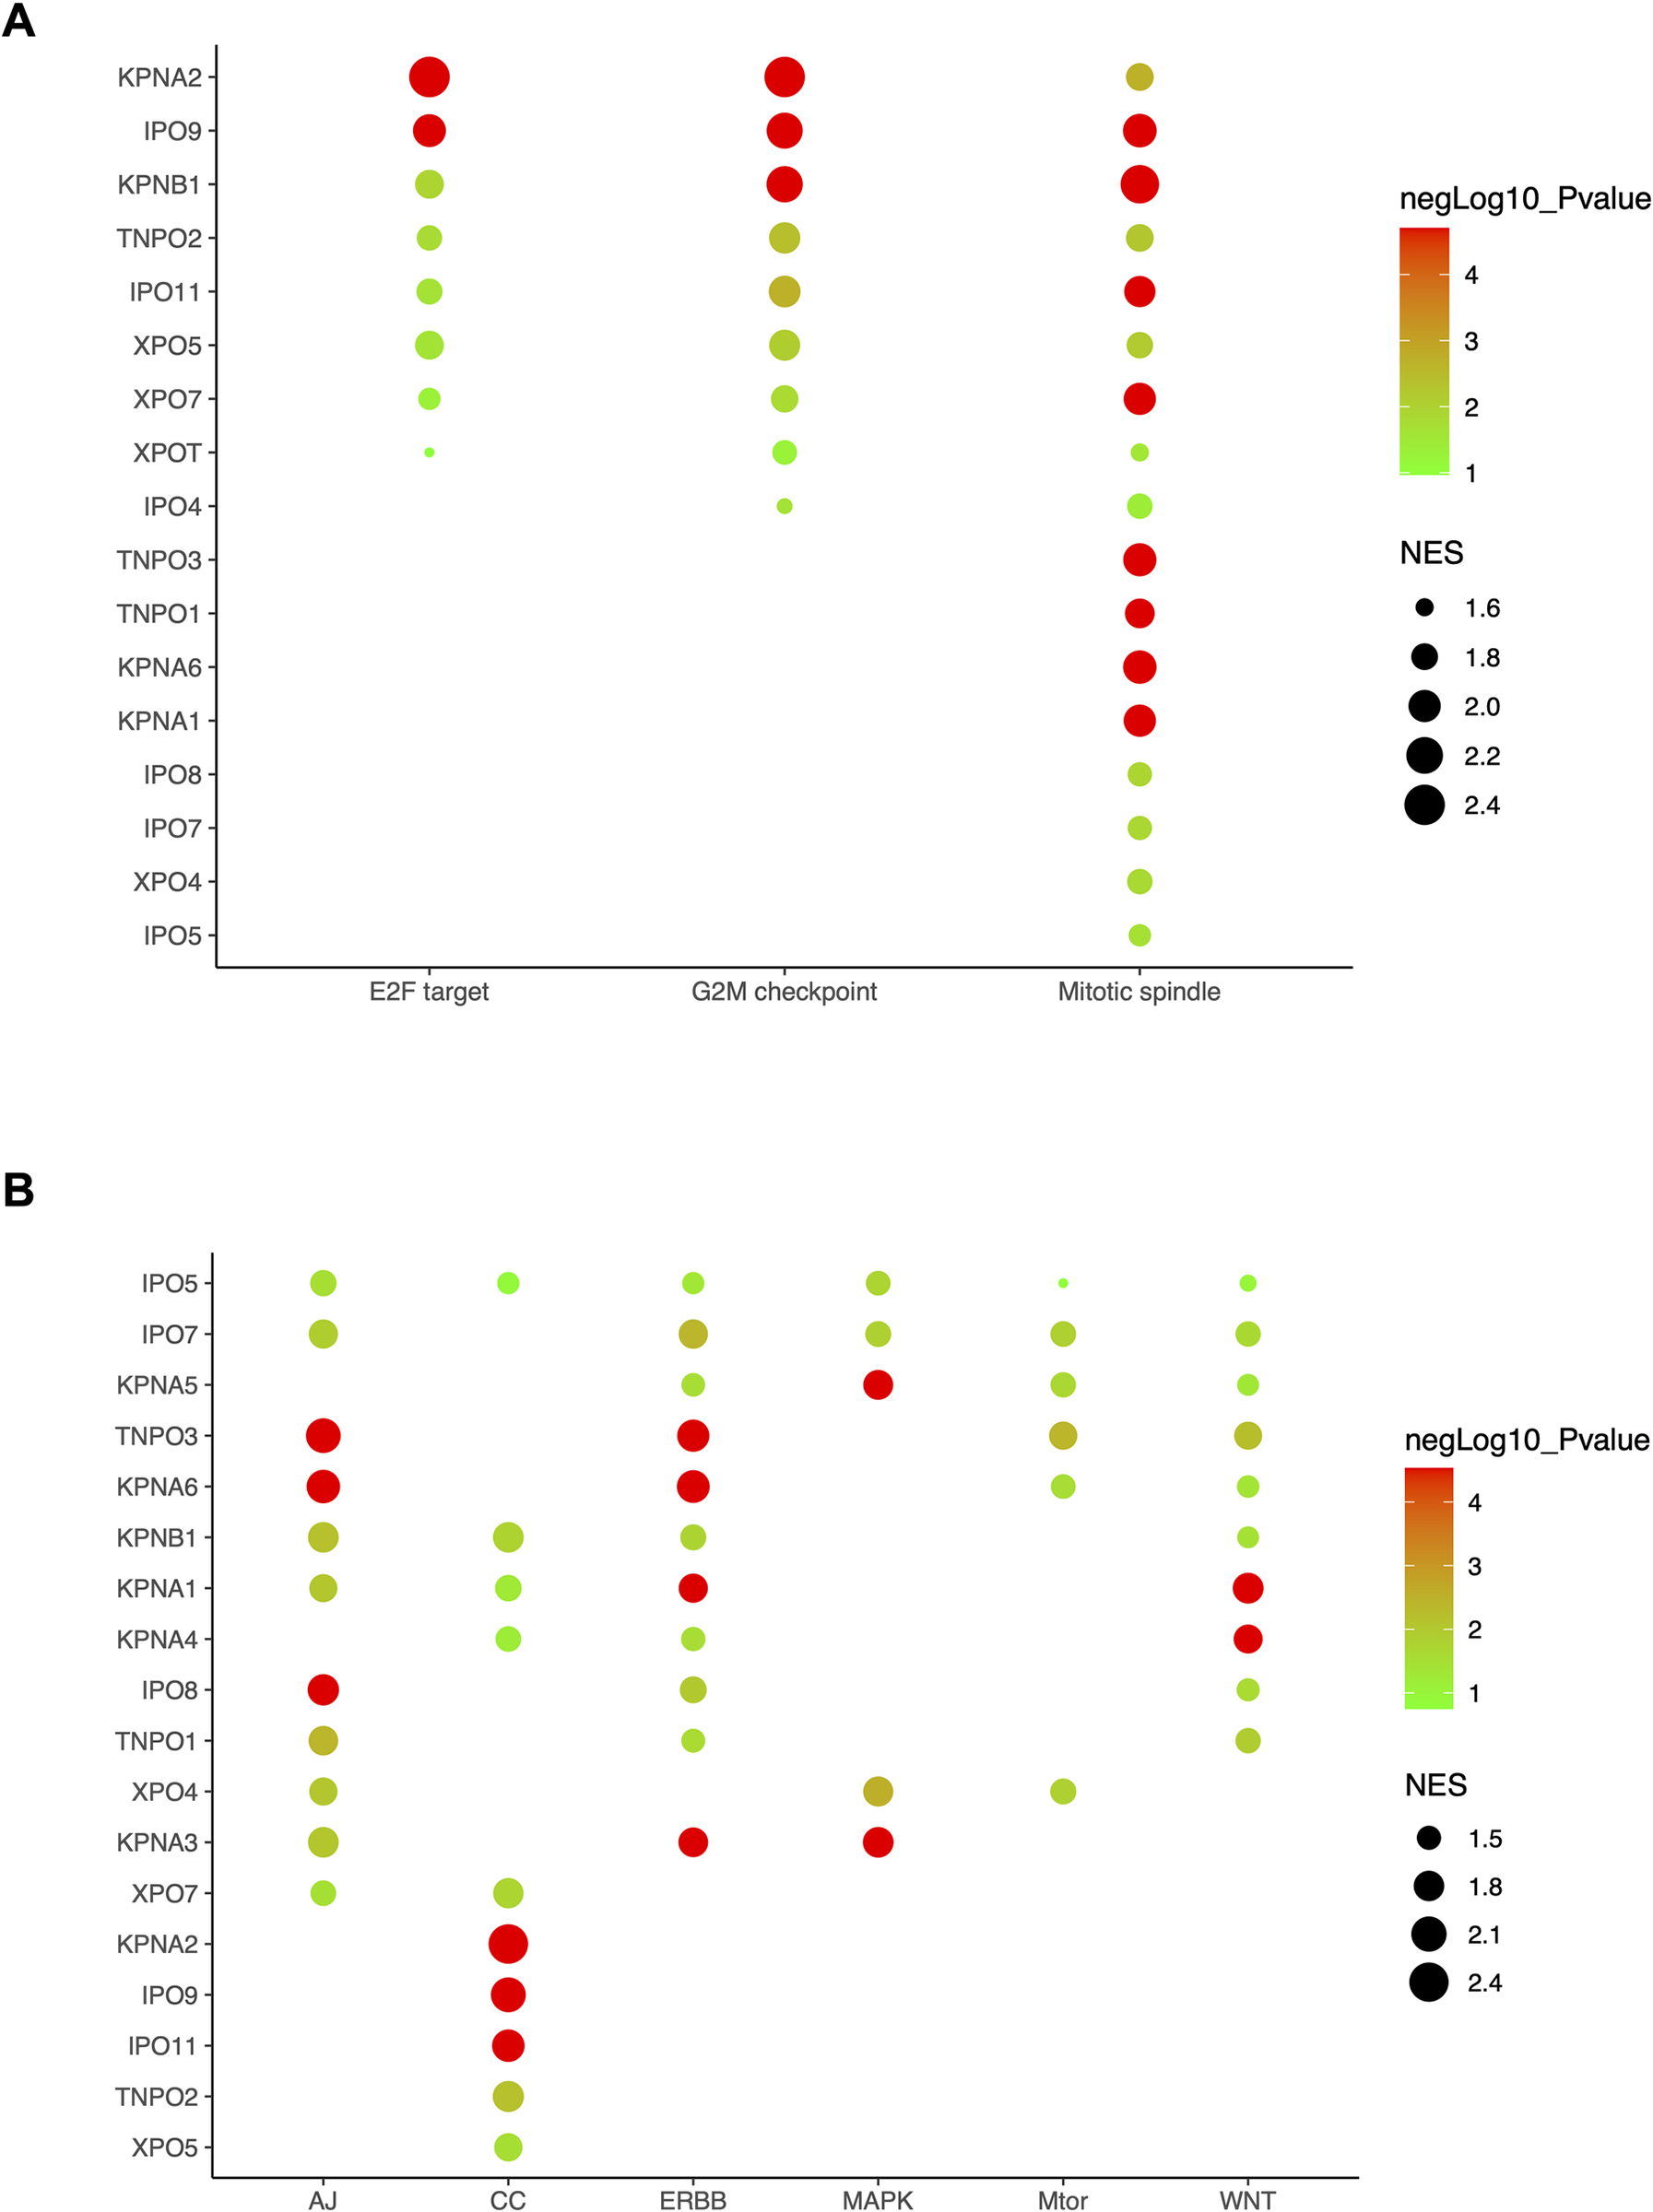 A
KPNA2
IPO9
KPNB1
TNPO2
IPO11
XPO5
XPO7
XPOT
IPO4
TNPO3
TNPO1
KPNA6
KPNA1
IPO8
IPO7
XPO4
IPO5
E2F target G2M checkpoint Mitotic spindle
negLog10_Pvalue
4
3
2
1
NES
1.6
1.8
2.0
2.2
2.4
B
IPO5
IPO7
KPNA5
TNPO3
KPNA6
KPNB1
KPNA1
KPNA4
IPO8
TNPO1
XPO4
KPNA3
XPO7
KPNA2
IPO9
IPO11
TNPO2
XPO5
AJ CC ERBB MAPK Mtor WNT
negLog10_Pvalue
4
3
2
1
NES
1.5
1.8
2.1
2.4